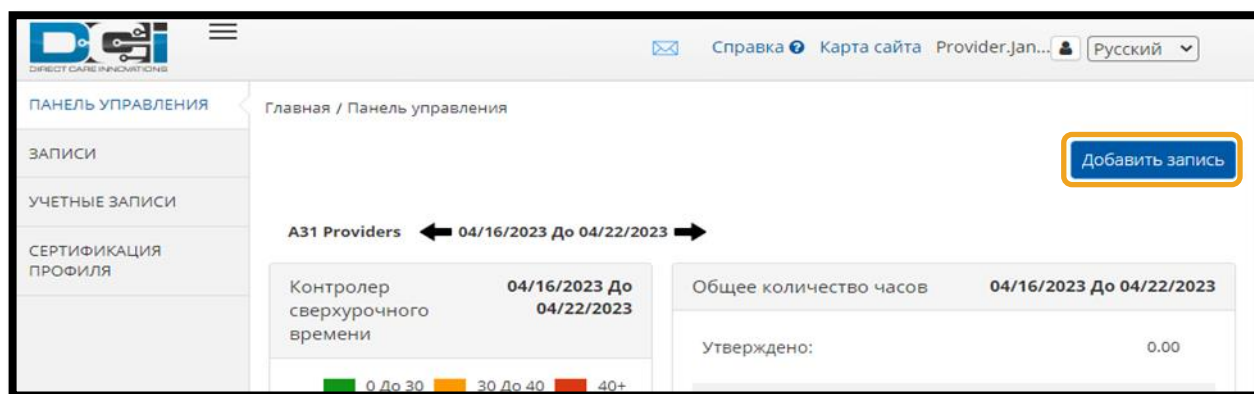 DCi
DIRECT CARE INNOVATIONS
Справка Карта сайта Provider.Jan... Русский
ПАНЕЛЬ УПРАВЛЕНИЯ
Главная / Панель управления
ЗАПИСИ
Добавить запись
УЧЕТНЫЕ ЗАПИСИ
A31 Providers 04/16/2023 До 04/22/2023
СЕРТИФИКАЦИЯ
ПРОФИЛЯ
Контролер
сверхурочного
времени
04/16/2023 До
04/22/2023
Общее количество часов 04/16/2023 До 04/22/2023
Утверждено: 0.00
0 До 30 30 До 40 40+